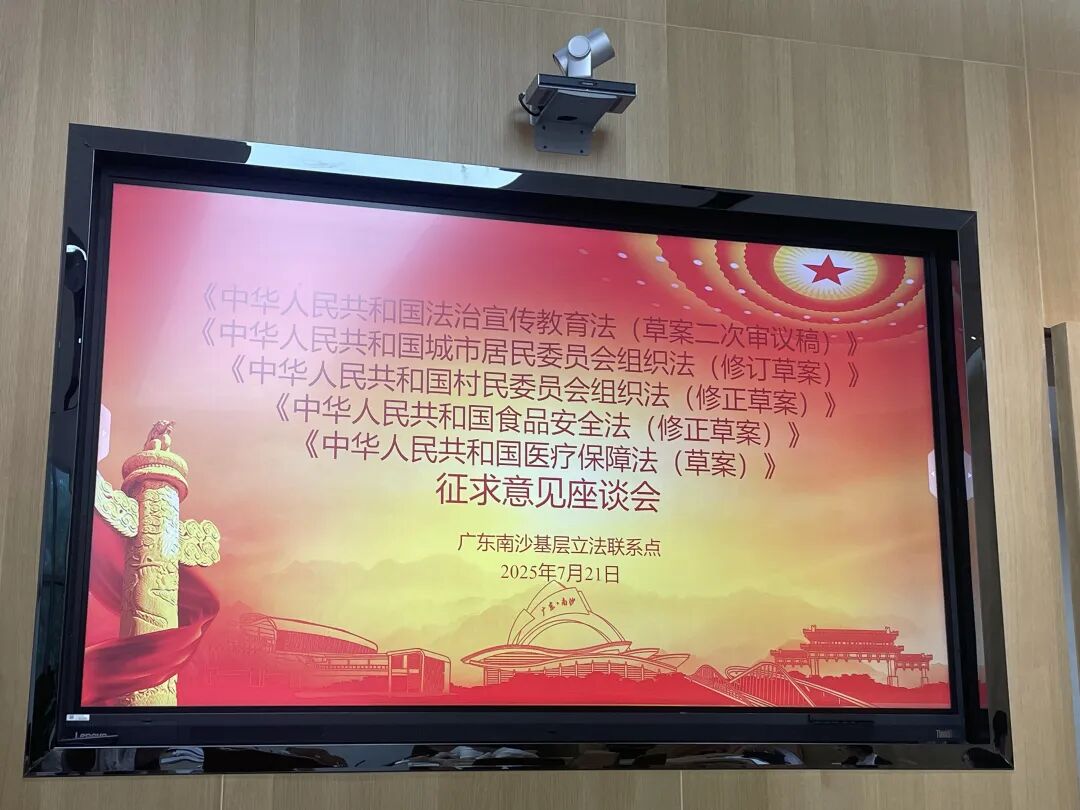 《中华人民共和国法治宣传教育法（草案二次审议稿）》
《中华人民共和国城市居民委员会组织法（修订草案）》
《中华人民共和国村民委员会组织法（修正草案）》
《中华人民共和国食品安全法（修正草案）》
《中华人民共和国医疗保障法（草案）》
征求意见座谈会
广东南沙基层立法联系点
2025年7月21日
广东·南沙
Lenovo